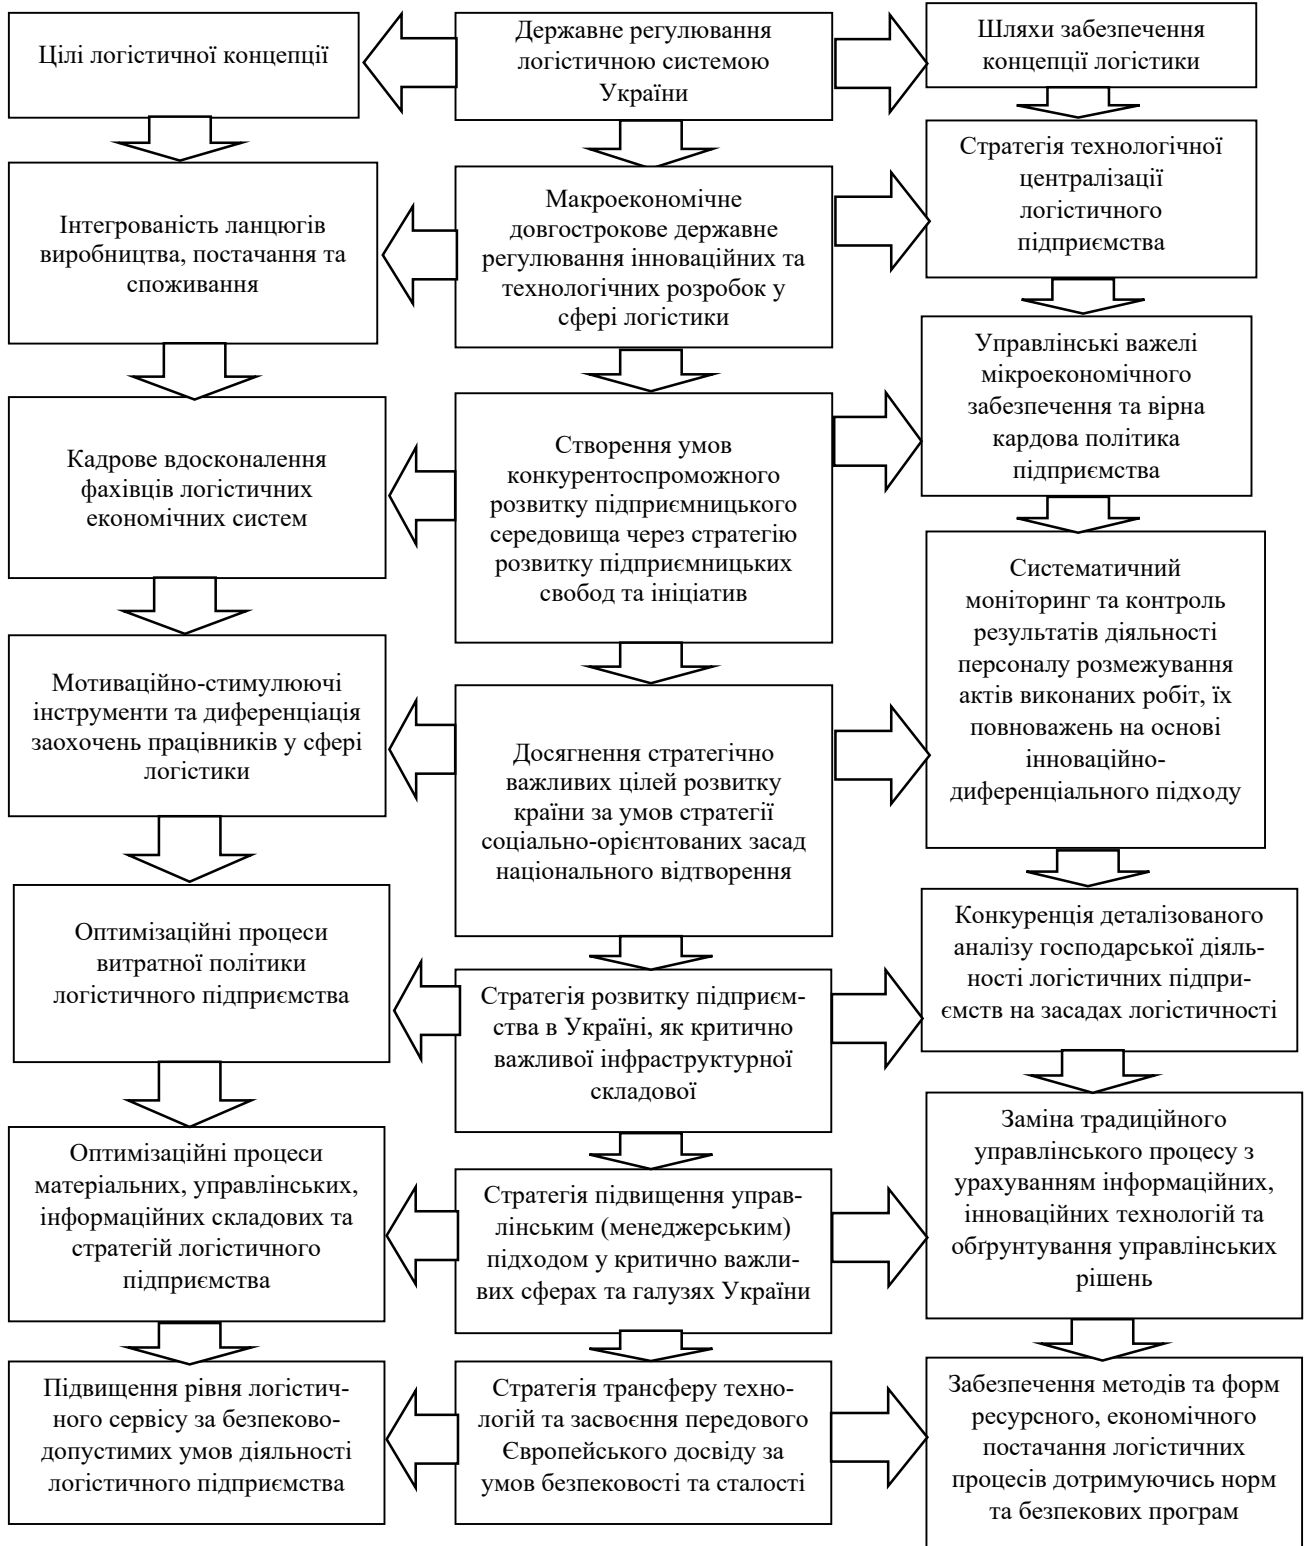 Цілі логістичної концепції
Державне регулювання
логістичною системою
України
Шляхи забезпечення
концепції логістики
Інтегрованість ланцюгів
виробництва, постачання та
споживання
Макроекономічне
довгострокове державне
регулювання інноваційних та
технологічних розробок у
сфері логістики
Стратегія технологічної
централізації
логістичного
підприємства
Кадрове вдосконалення
фахівців логістичних
економічних систем
Створення умов
конкурентоспроможного
розвитку підприємницького
середовища через стратегію
розвитку підприємницьких
свобод та ініціатив
Управлінські важелі
мікроекономічного
забезпечення та вірна
кардова політика
підприємства
Мотиваційно-стимулюючі
інструменти та диференціація
заохочень працівників у сфері
логістики
Досягнення стратегічно
важливих цілей розвитку
країни за умов стратегії
соціально-орієнтованих засад
національного відтворення
Систематичний
моніторинг та контроль
результатів діяльності
персоналу розмежування
актів виконаних робіт, їх
повноважень на основі
інноваційно-
диференціального підходу
Оптимізаційні процеси
витратної політики
логістичного підприємства
Стратегія розвитку підприєм-
ства в Україні, як критично
важливої інфраструктурної
складової
Конкуренція деталізованого
аналізу господарської діяль-
ності логістичних підпри-
ємств на засадах логістичності
Оптимізаційні процеси
матеріальних, управлінських,
інформаційних складових та
стратегій логістичного
підприємства
Стратегія підвищення управ-
лінським (менеджерським)
підходом у критично важли-
вих сферах та галузях України
Заміна традиційного
управлінського процесу з
урахуванням інформаційних,
інноваційних технологій та
обґрунтування управлінських
рішень
Підвищення рівня логістич-
ного сервісу за безпеково-
допустимих умов діяльності
логістичного підприємства
Стратегія трансферу техно-
логій та засвоєння передового
Європейського досвіду за
умов безпековості та сталості
Забезпечення методів та форм
ресурсного, економічного
постачання логістичних
процесів дотримуючись норм
та безпекових програм